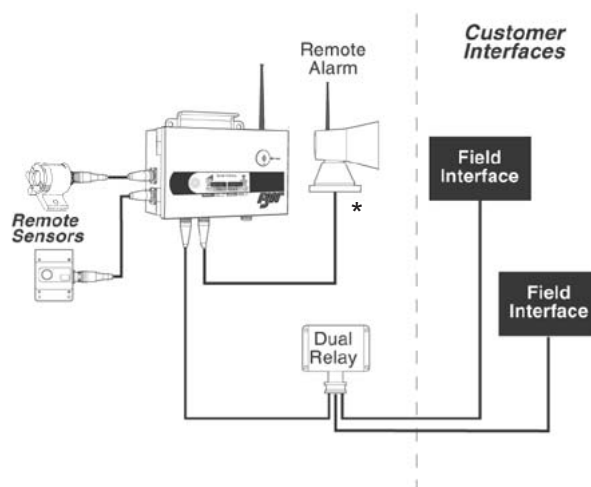 Customer
Interfaces
Remote
Alarm
Field
Interface
*
Remote
Sensors
Field
Interface
Dual
Relay